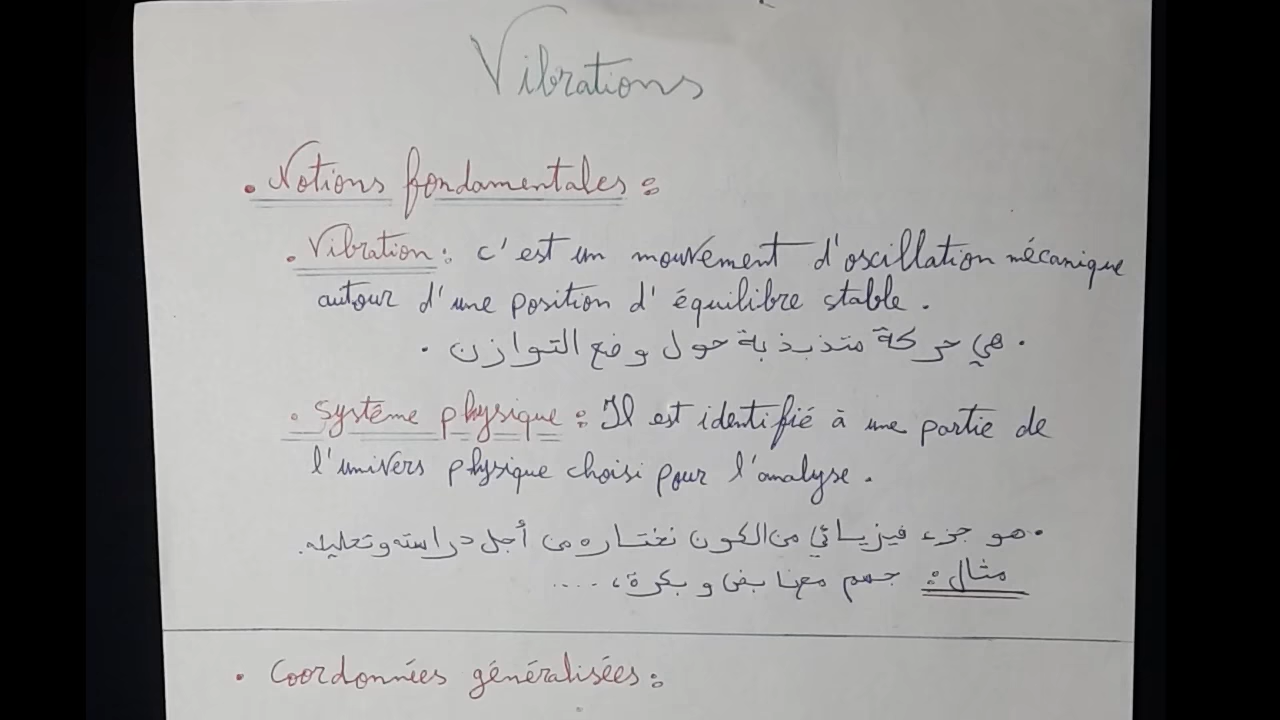 Vibrations
• Notions fondamentales :
• Vibration : c'est un mouvement d'oscillation mécanique
autour d'une position d'équilibre stable .
• هي حركة متذبذبة حول وضع التوازن .
• Système physique : Il est identifié à une partie de
l'univers physique choisi pour l'analyse .
• هو جزء فيزيائي من الكون نختاره من أجل دراسته وتحليله.
مثال : جسم مع نابض و بكرة، ....
• Coordonnées généralisées :